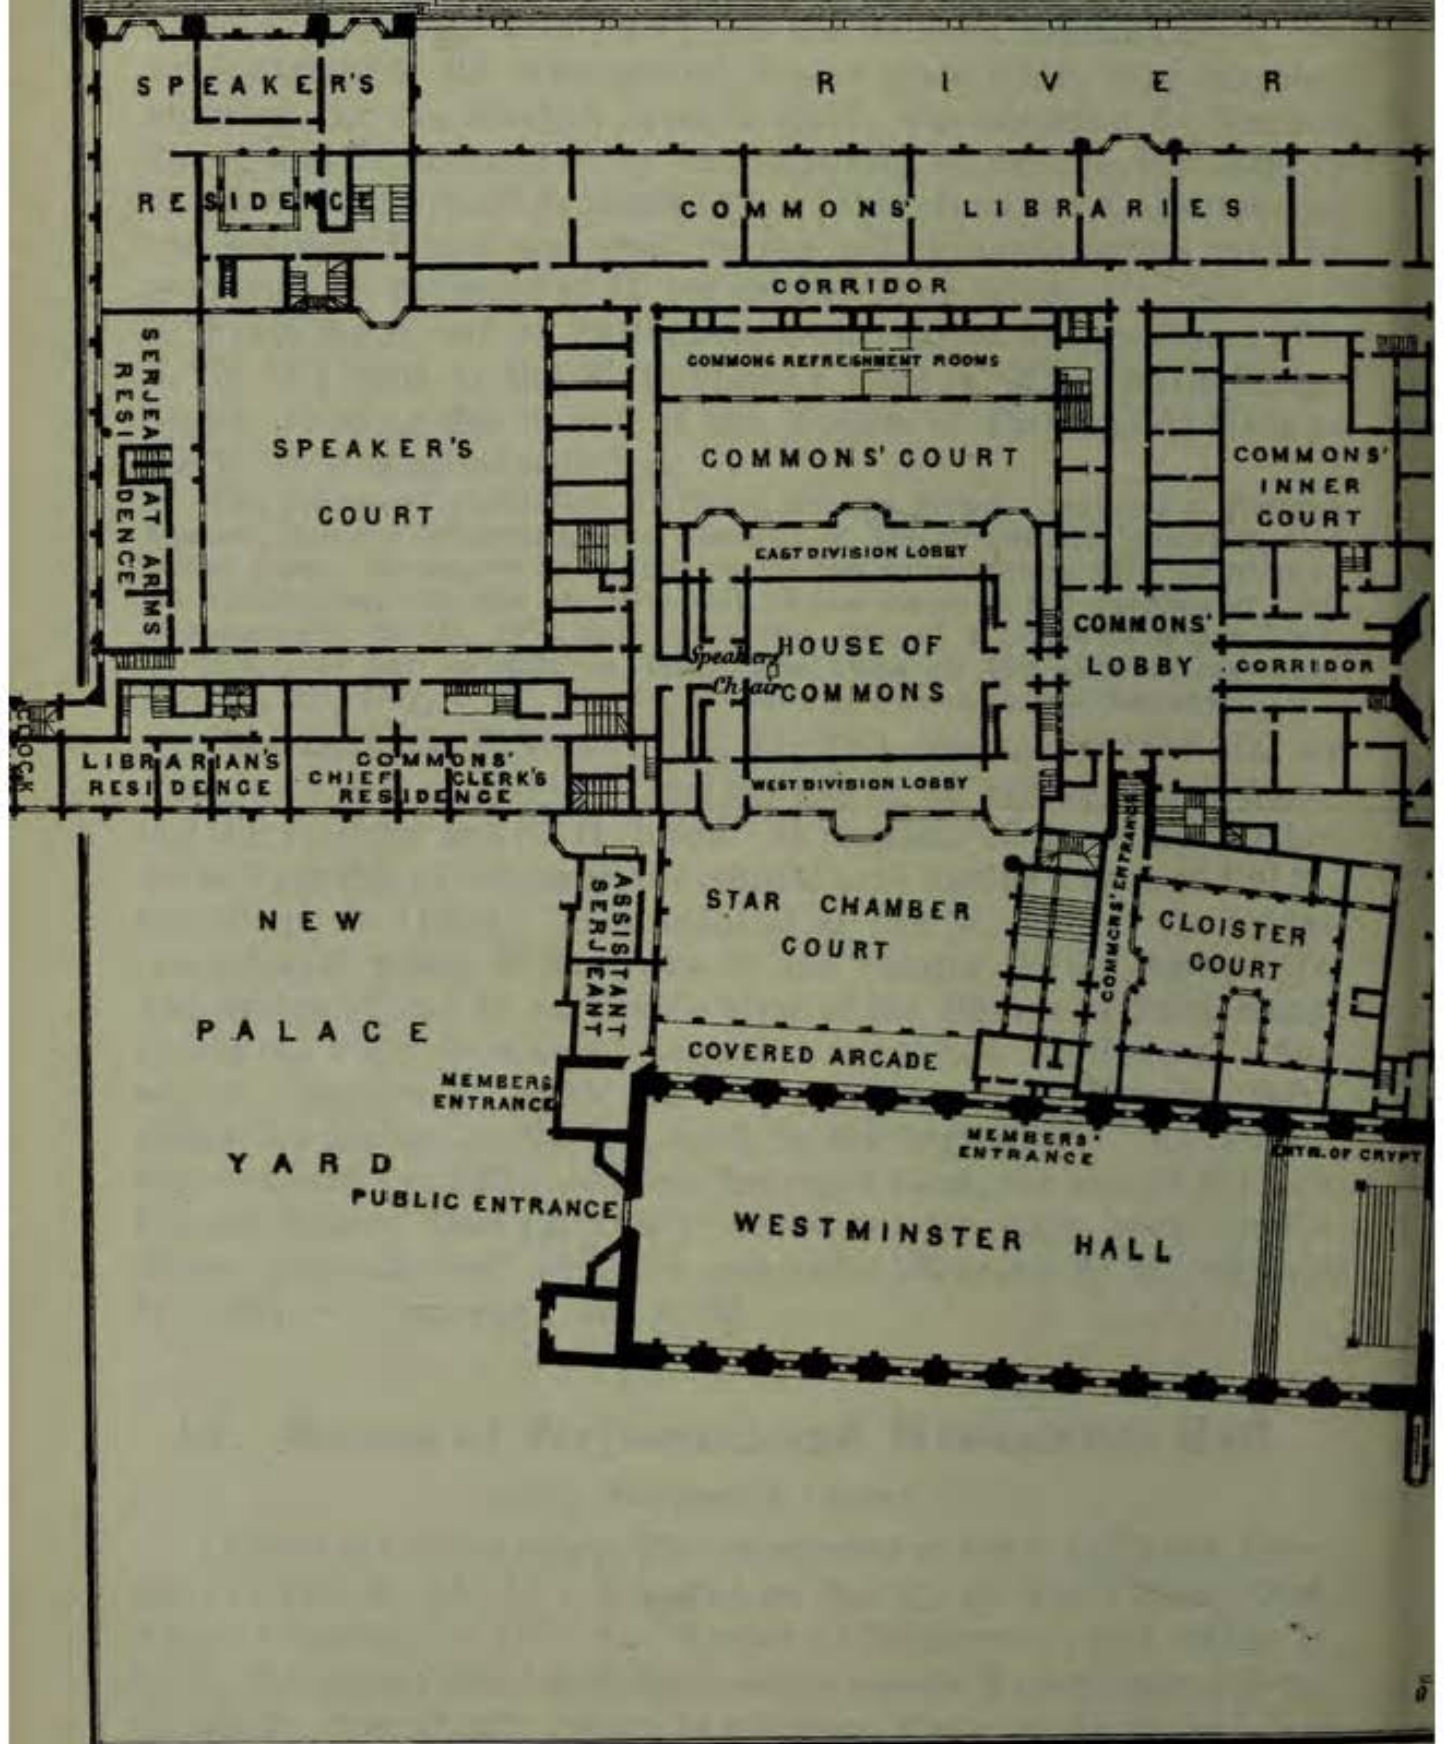 RIVER
SPEAKER'S
RESIDENCE
COMMONS' LIBRARIES
CORRIDOR
SERJEANT AT ARMS
RESIDENCE
SPEAKER'S
COURT
COMMONS REFRESHMENT ROOMS
COMMONS' COURT
COMMONS'
INNER
COURT
EAST DIVISION LOBBY
HOUSE OF
COMMONS
Speakers
Chair
COMMONS'
LOBBY
CORRIDOR
WEST DIVISION LOBBY
CLOCK
LIBRARIAN'S
RESIDENCE
COMMONS'
CHIEF CLERK'S
RESIDENCE
NEW
PALACE
YARD
ASSISTANT
SERJEANT
STAR CHAMBER
COURT
COMMONS' ENTRANCE
CLOISTER
COURT
COVERED ARCADE
MEMBERS
ENTRANCE
MEMBERS'
ENTRANCE
ENTR. OF CRYPT
PUBLIC ENTRANCE
WESTMINSTER HALL